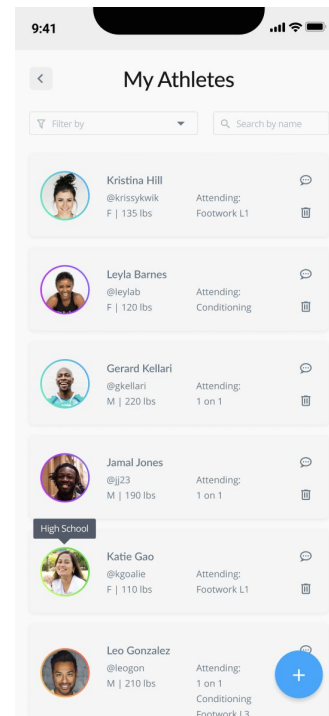 9:41
My Athletes
Filter by
Search by name
Kristina Hill
@krissykwik
Attending:
F | 135 lbs
Footwork L1
Leyla Barnes
@leylab
Attending:
F | 120 lbs
Conditioning
Gerard Kellari
@gkellari
Attending:
M | 220 lbs
1 on 1
Jamal Jones
@jj23
Attending:
M | 190 lbs
1 on 1
High School
Katie Gao
@kgoalie
Attending:
F | 110 lbs
Footwork L1
Leo Gonzalez
@leogon
Attending:
M | 210 lbs
1 on 1
Conditioning
Footwork L3